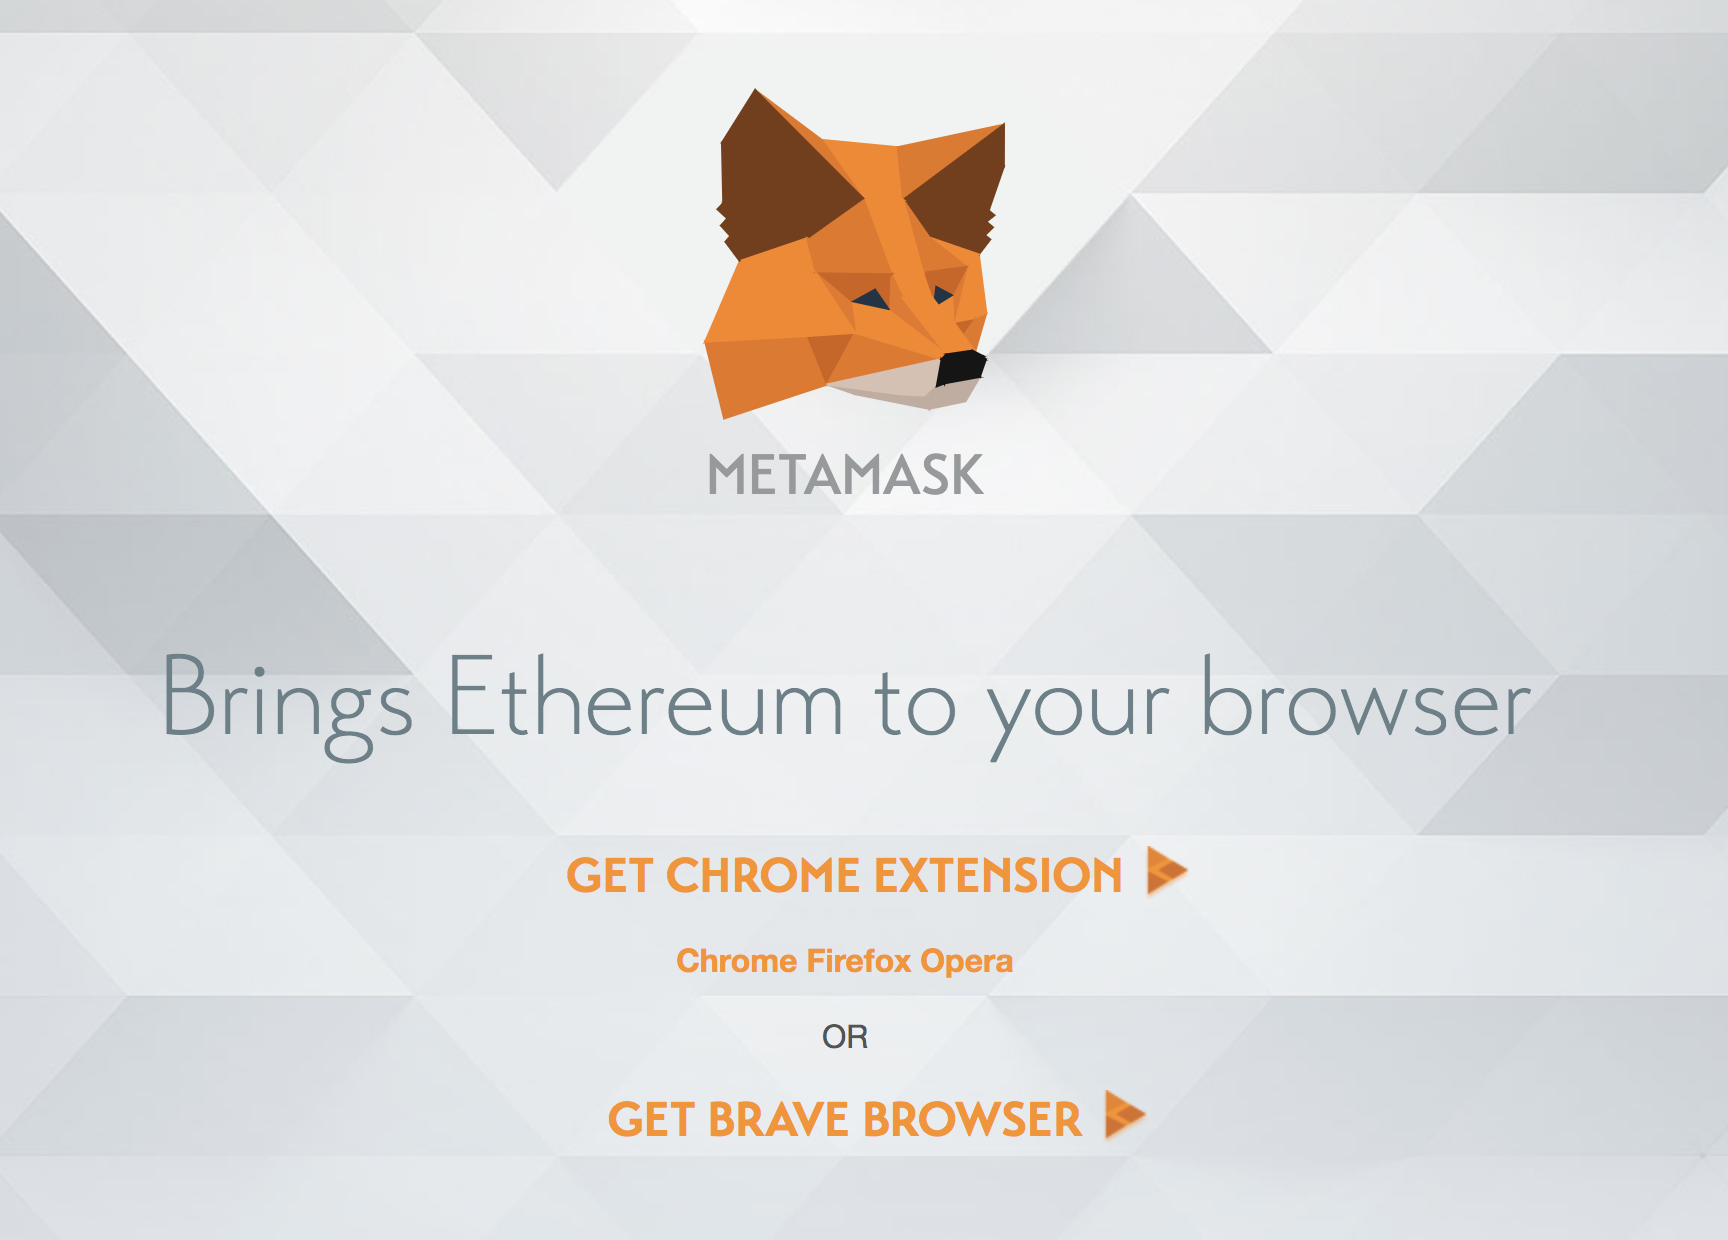 METAMASK
Brings Ethereum to your browser
GET CHROME EXTENSION
Chrome Firefox Opera
OR
GET BRAVE BROWSER